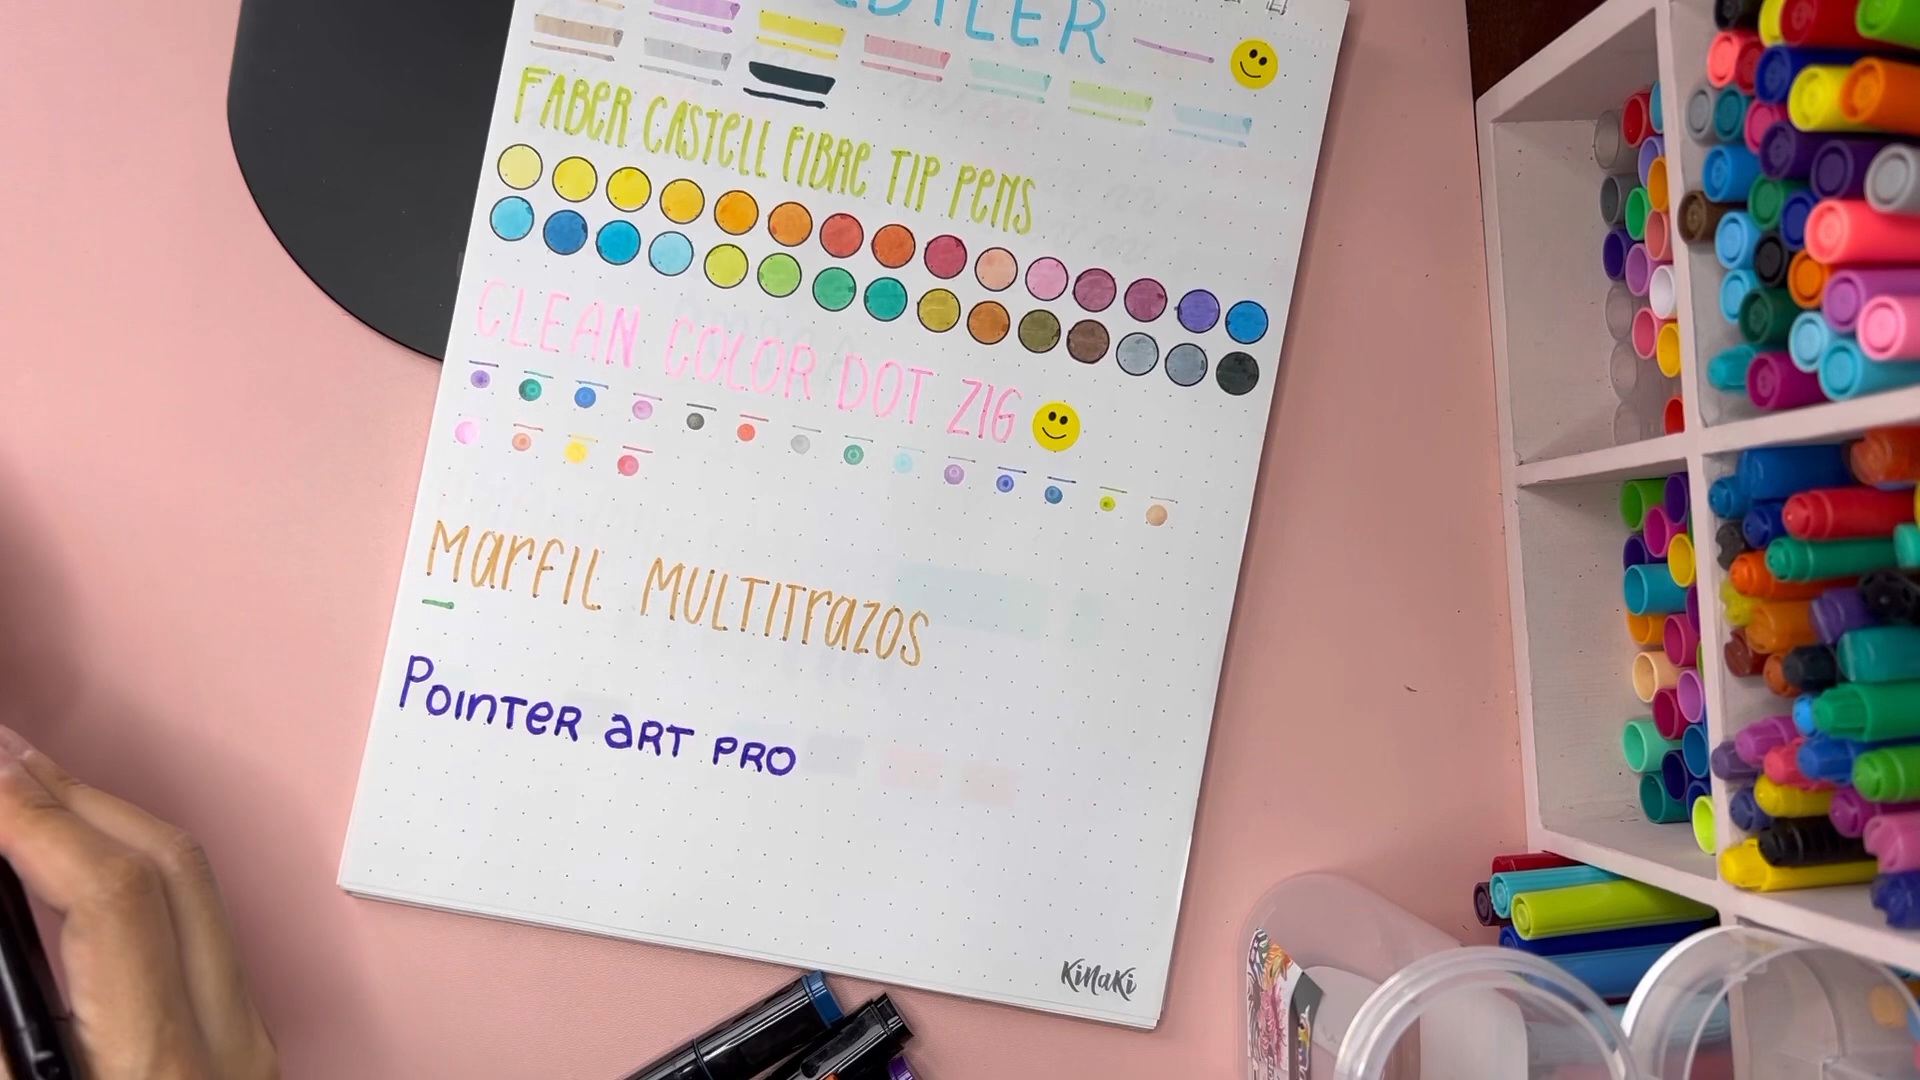 FABER CASTELL FIBRE TIP PENS
CLEAN COLOR DOT ZIG
MARFIL MULTITRAZOS
POINTER ART PRO
KiNaKi